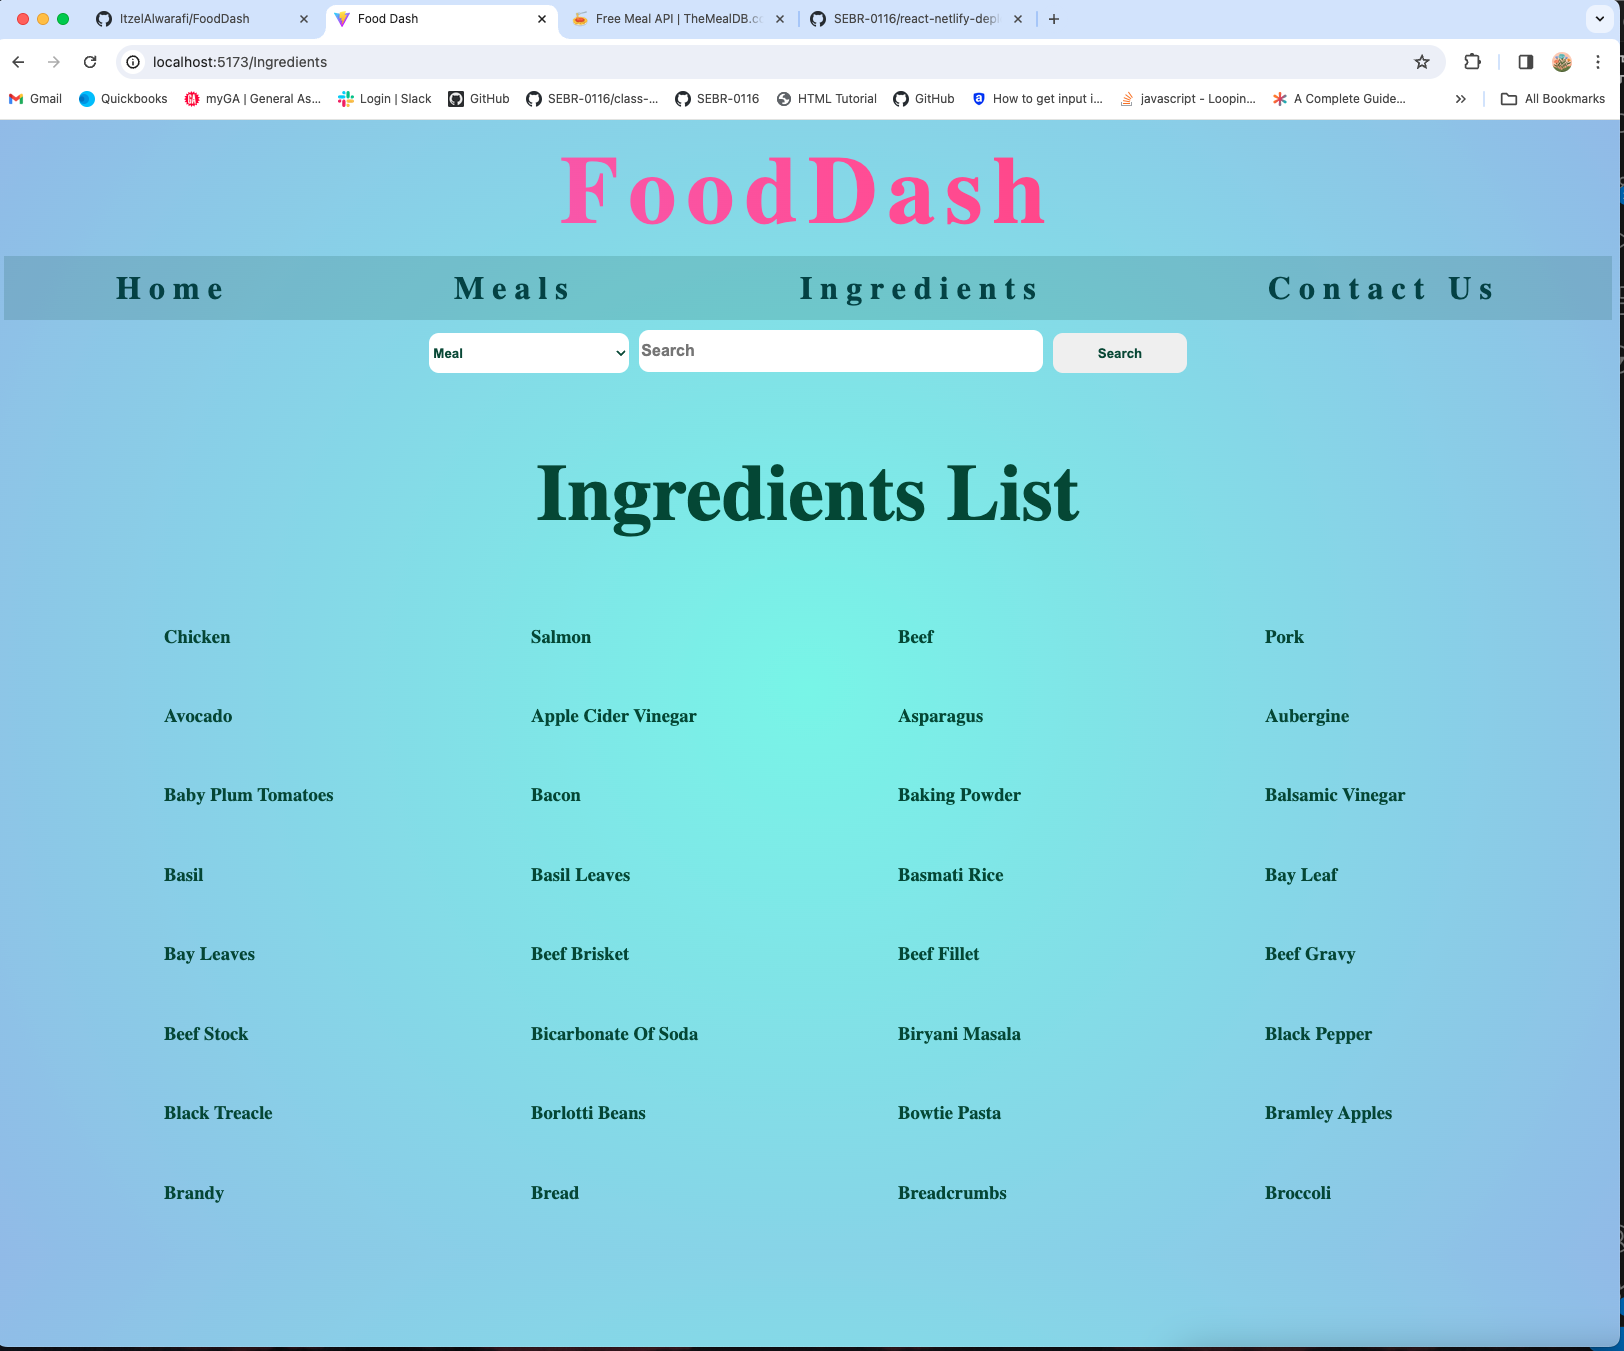 ItzelAlwarafi/FoodDash
Food Dash
Free Meal API | TheMealDB.co
SEBR-0116/react-netlify-depl
localhost:5173/Ingredients
Gmail
Quickbooks
myGA | General As...
Login | Slack
GitHub
SEBR-0116/class-...
SEBR-0116
HTML Tutorial
GitHub
How to get input i...
javascript - Loopin...
A Complete Guide...
All Bookmarks
FoodDash
Home Meals Ingredients Contact Us
Meal Search Search
Ingredients List
Chicken Salmon Beef Pork
Avocado Apple Cider Vinegar Asparagus Aubergine
Baby Plum Tomatoes Bacon Baking Powder Balsamic Vinegar
Basil Basil Leaves Basmati Rice Bay Leaf
Bay Leaves Beef Brisket Beef Fillet Beef Gravy
Beef Stock Bicarbonate Of Soda Biryani Masala Black Pepper
Black Treacle Borlotti Beans Bowtie Pasta Bramley Apples
Brandy Bread Breadcrumbs Broccoli